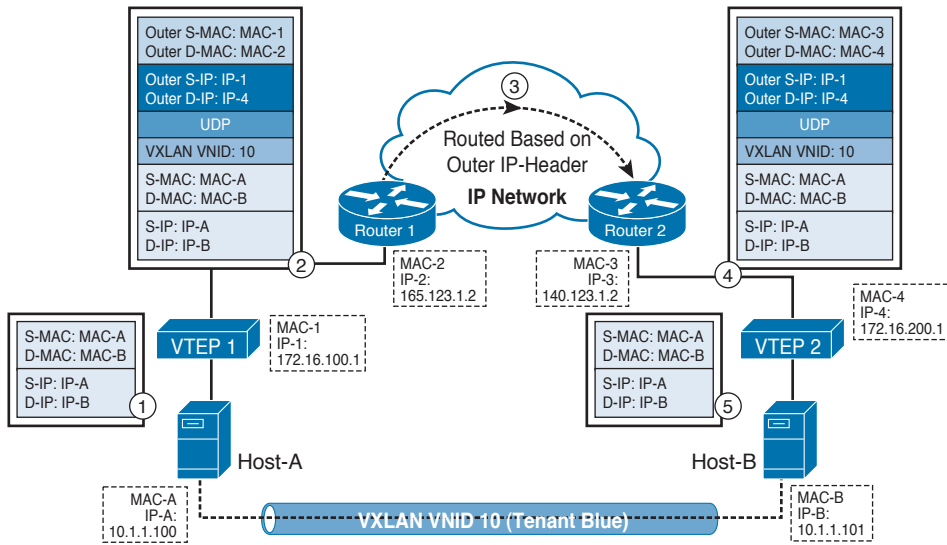 Outer S-MAC: MAC-1
Outer D-MAC: MAC-2
Outer S-IP: IP-1
Outer D-IP: IP-4
UDP
VXLAN VNID: 10
S-MAC: MAC-A
D-MAC: MAC-B
S-IP: IP-A
D-IP: IP-B
2
3
Routed Based on
Outer IP-Header
IP Network
Router 1
Router 2
MAC-2
IP-2:
165.123.1.2
MAC-3
IP-3:
140.123.1.2
Outer S-MAC: MAC-3
Outer D-MAC: MAC-4
Outer S-IP: IP-1
Outer D-IP: IP-4
UDP
VXLAN VNID: 10
S-MAC: MAC-A
D-MAC: MAC-B
S-IP: IP-A
D-IP: IP-B
4
S-MAC: MAC-A
D-MAC: MAC-B
S-IP: IP-A
D-IP: IP-B
1
VTEP 1
MAC-1
IP-1:
172.16.100.1
S-MAC: MAC-A
D-MAC: MAC-B
S-IP: IP-A
D-IP: IP-B
5
VTEP 2
MAC-4
IP-4:
172.16.200.1
Host-A
Host-B
MAC-A
IP-A:
10.1.1.100
VXLAN VNID 10 (Tenant Blue)
MAC-B
IP-B:
10.1.1.101